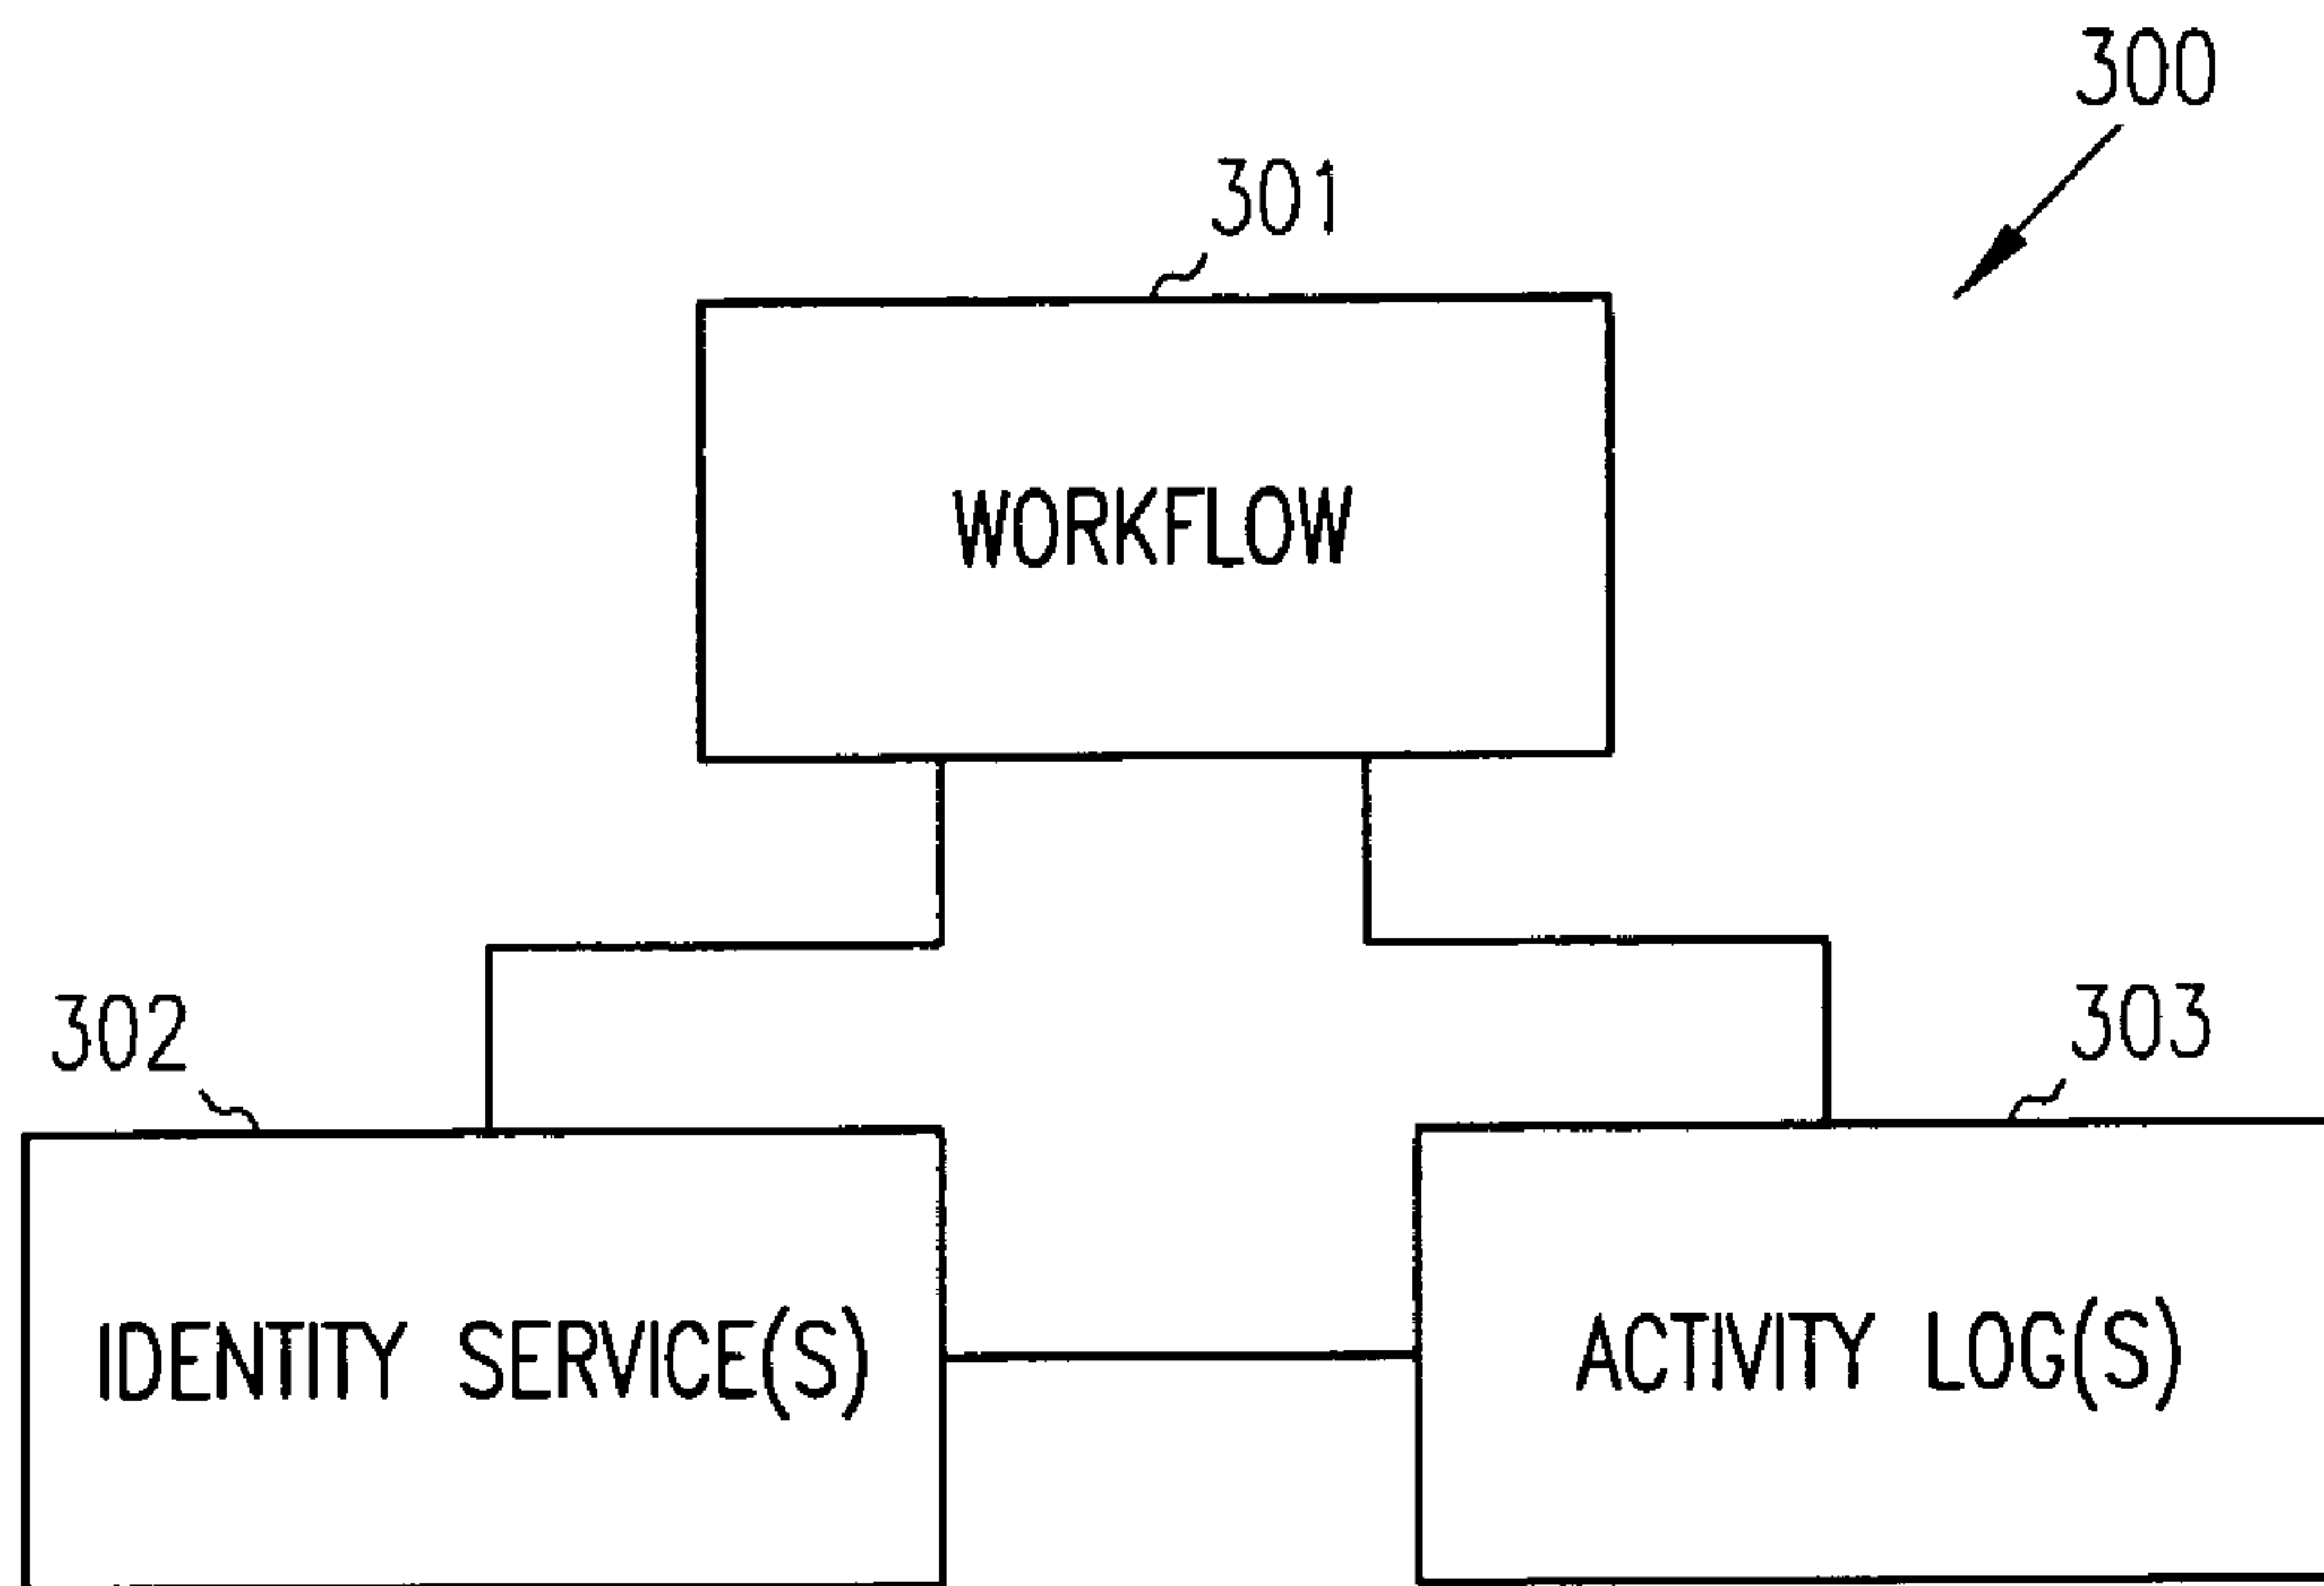 300
301
WORKFLOW
302
303
IDENTITY SERVICE(S)
ACTIVITY LOG(S)